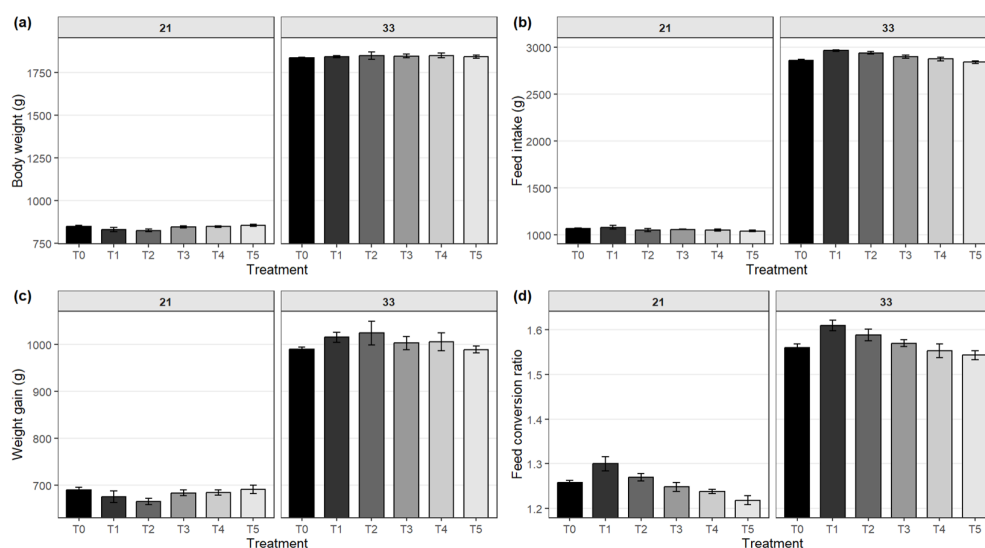 (a)
21
33
Body weight (g)
1750
1500
1250
1000
750
T0 T1 T2 T3 T4 T5
T0 T1 T2 T3 T4 T5
Treatment
(b)
21
33
Feed intake (g)
3000
2500
2000
1500
1000
T0 T1 T2 T3 T4 T5
T0 T1 T2 T3 T4 T5
Treatment
(c)
21
33
Weight gain (g)
1000
900
800
700
T0 T1 T2 T3 T4 T5
T0 T1 T2 T3 T4 T5
Treatment
(d)
21
33
Feed conversion ratio
1.6
1.5
1.4
1.3
1.2
T0 T1 T2 T3 T4 T5
T0 T1 T2 T3 T4 T5
Treatment